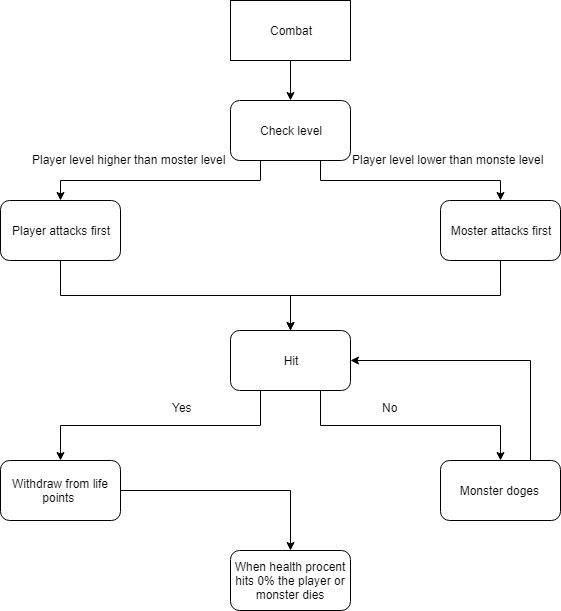 Combat
Check level
Player level higher than moster level
Player level lower than monste level
Player attacks first
Moster attacks first
Hit
Yes
No
Withdraw from life
points
Monster doges
When health procent
hits 0% the player or
monster dies